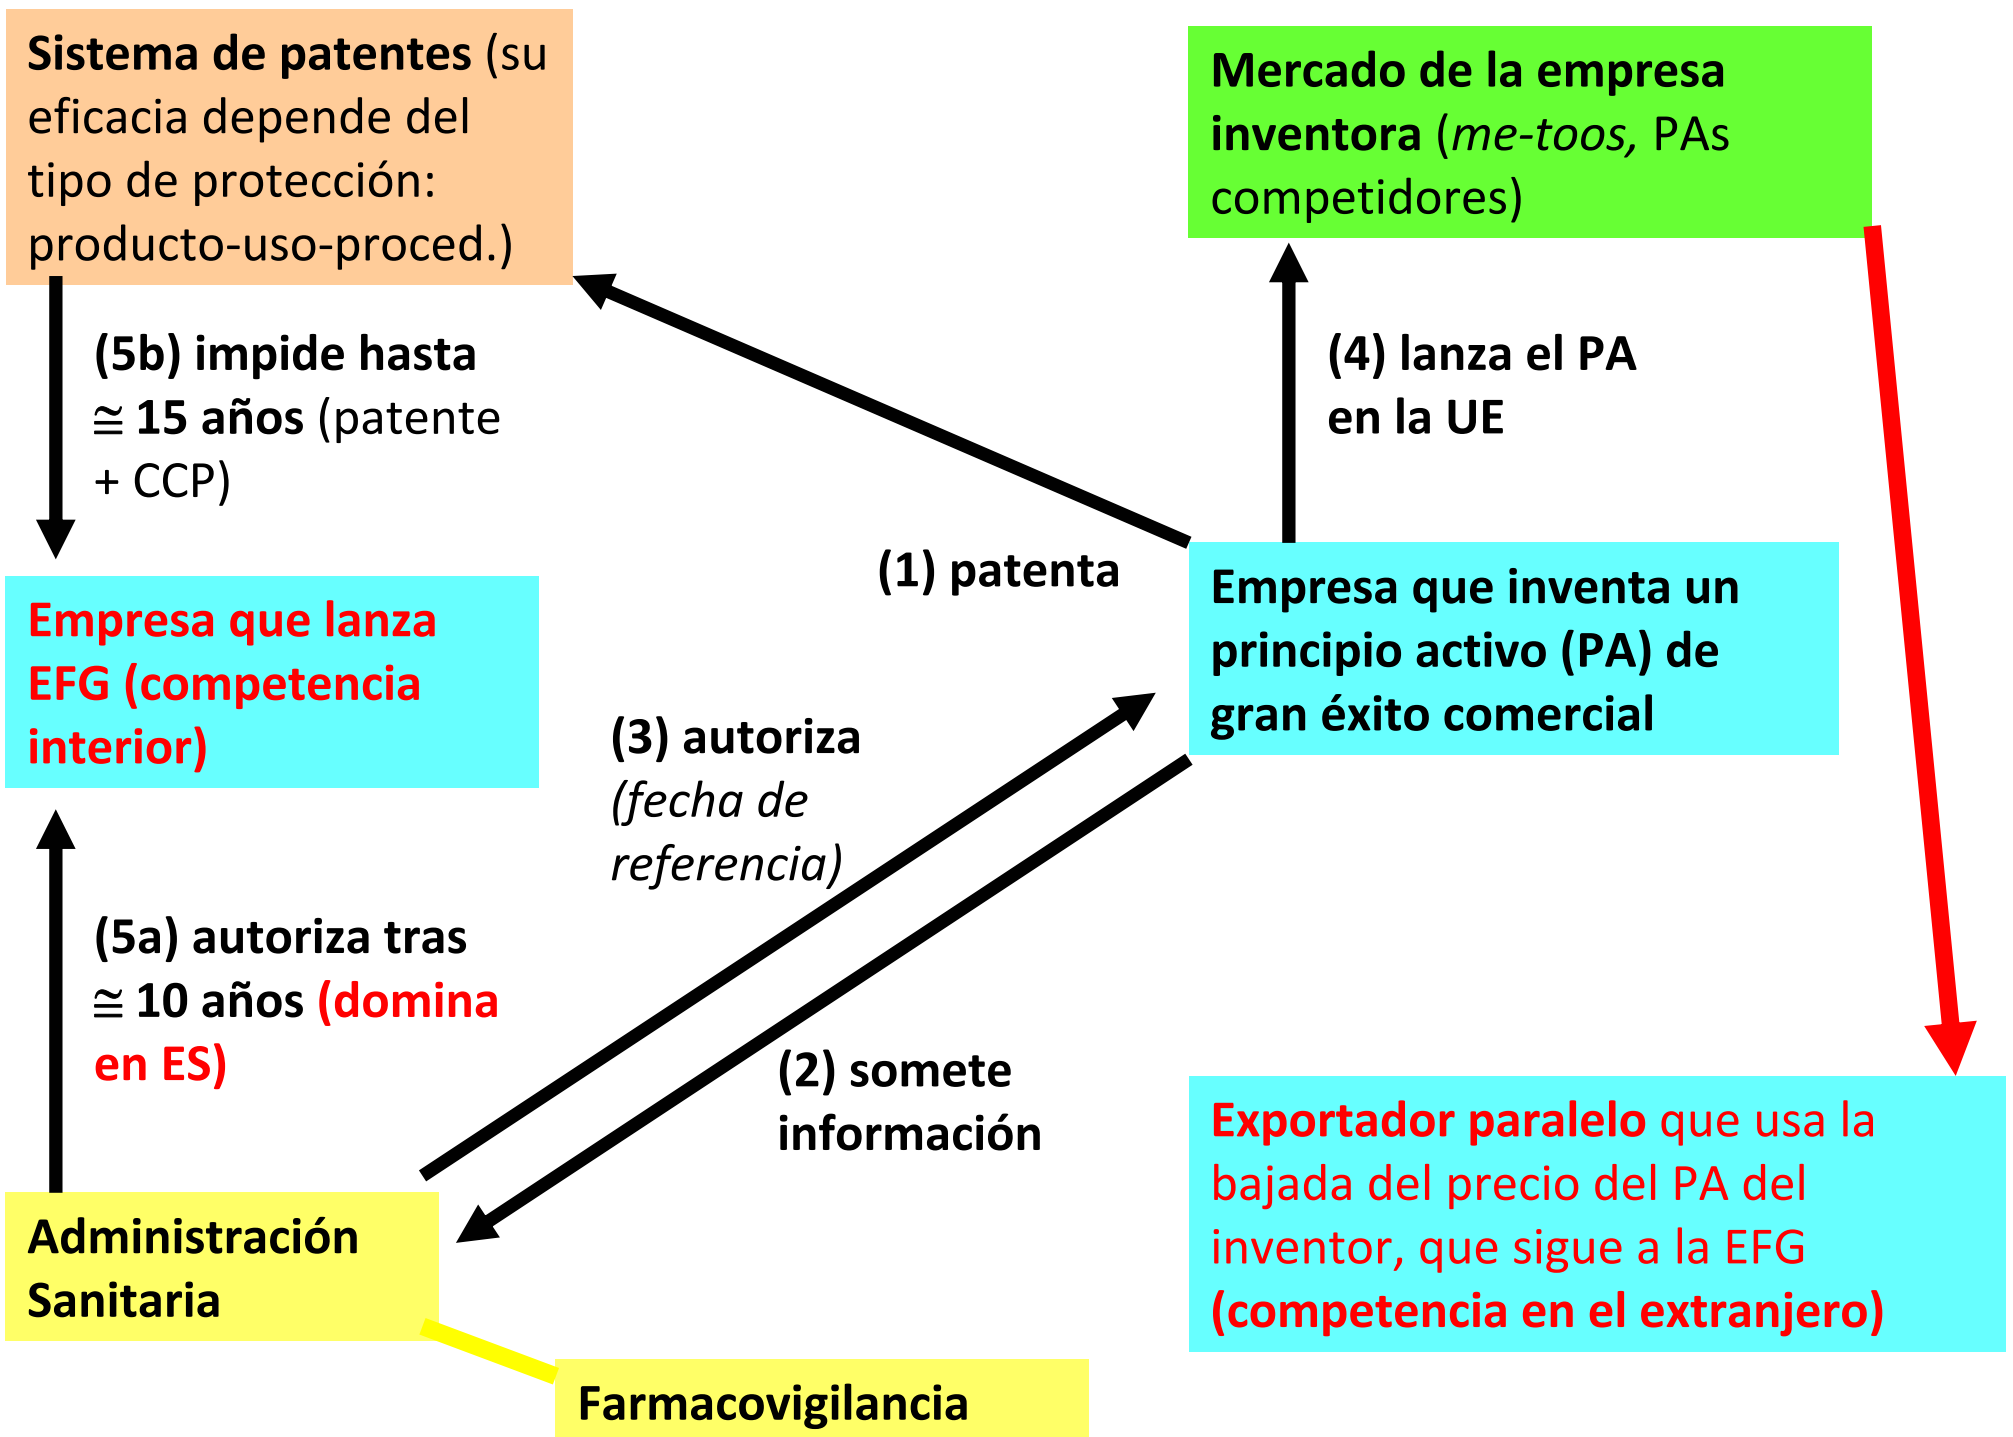 Sistema de patentes (su
eficacia depende del
tipo de protección:
producto-uso-proced.)
Mercado de la empresa
inventora (me-toos, PAs
competidores)
(5b) impide hasta
≅ 15 años (patente
+ CCP)
(4) lanza el PA
en la UE
(1) patenta
Empresa que lanza
EFG (competencia
interior)
Empresa que inventa un
principio activo (PA) de
gran éxito comercial
(3) autoriza
(fecha de
referencia)
(5a) autoriza tras
≅ 10 años (domina
en ES)
(2) somete
información
Exportador paralelo que usa la
bajada del precio del PA del
inventor, que sigue a la EFG
(competencia en el extranjero)
Administración
Sanitaria
Farmacovigilancia